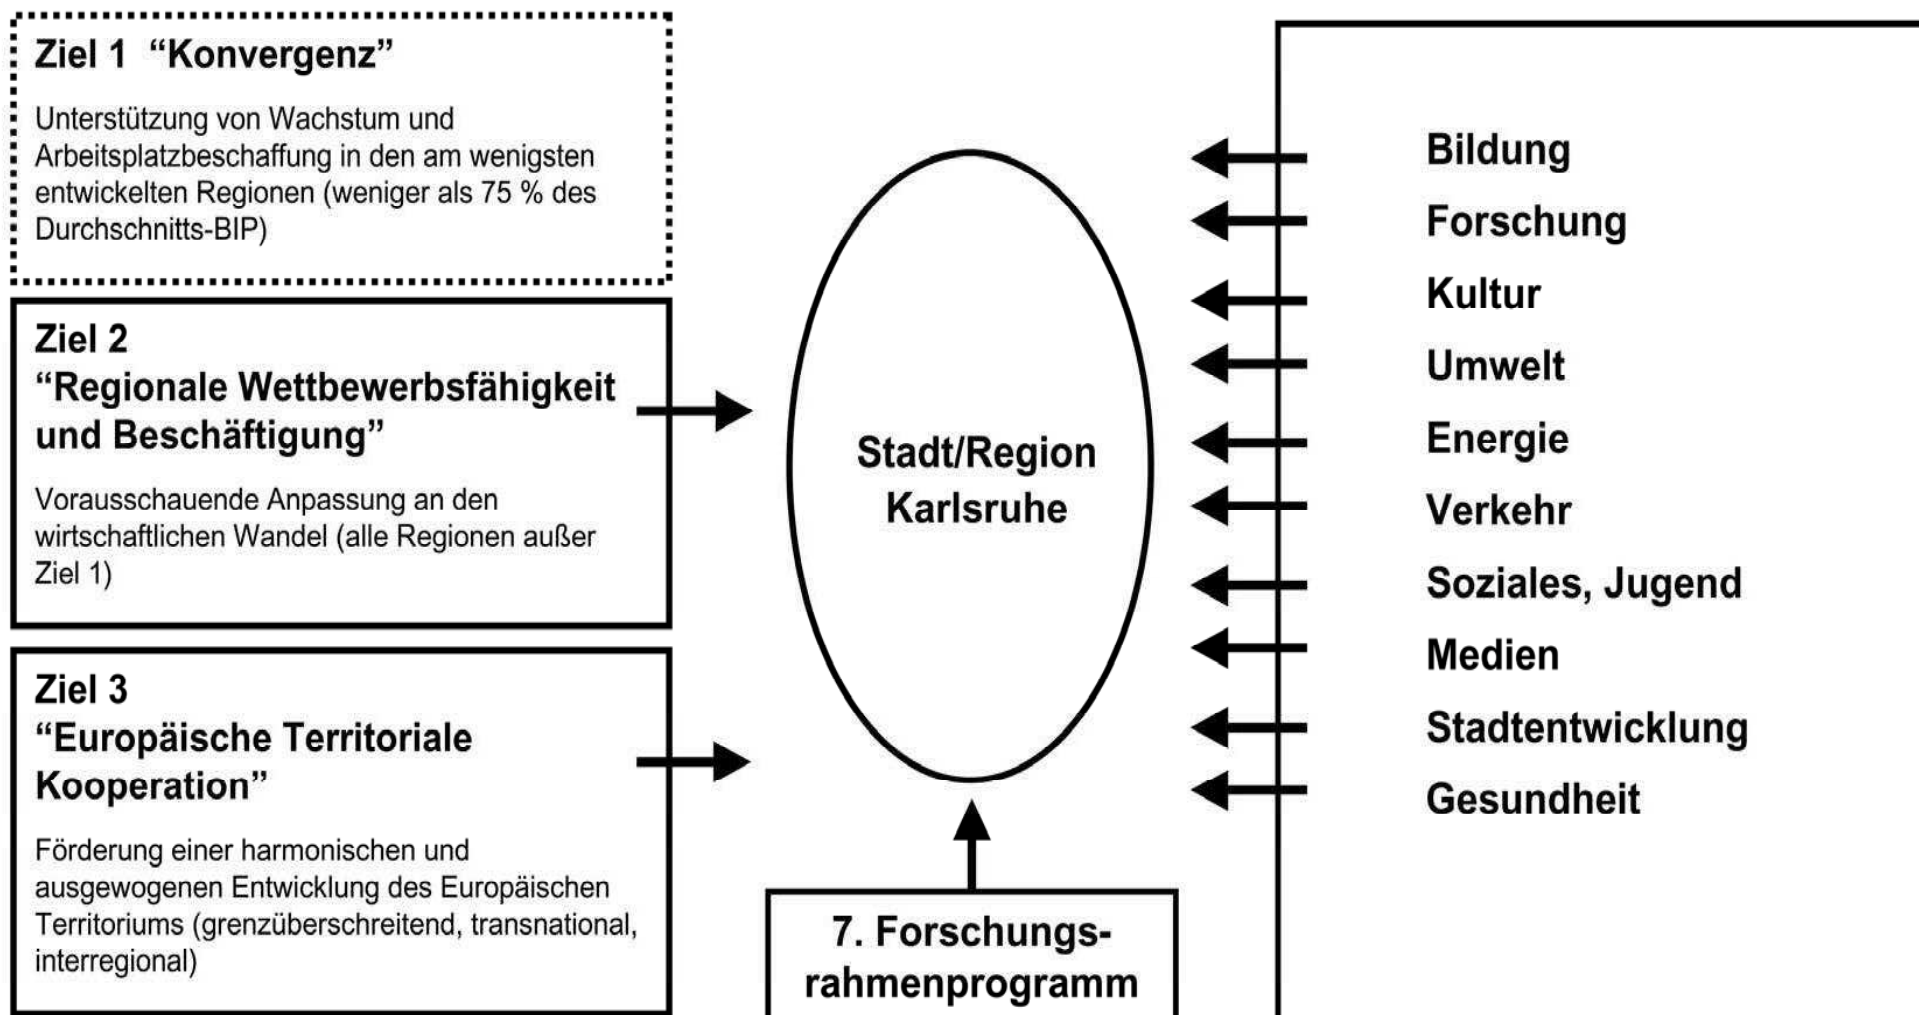 Ziel 1 “Konvergenz”
Unterstützung von Wachstum und
Arbeitsplatzbeschaffung in den am wenigsten
entwickelten Regionen (weniger als 75 % des
Durchschnitts-BIP)
Ziel 2
“Regionale Wettbewerbsfähigkeit
und Beschäftigung”
Vorausschauende Anpassung an den
wirtschaftlichen Wandel (alle Regionen außer
Ziel 1)
Ziel 3
“Europäische Territoriale
Kooperation”
Förderung einer harmonischen und
ausgewogenen Entwicklung des Europäischen
Territoriums (grenzüberschreitend, transnational,
interregional)
Stadt/Region
Karlsruhe
7. Forschungs-
rahmenprogramm
Bildung
Forschung
Kultur
Umwelt
Energie
Verkehr
Soziales, Jugend
Medien
Stadtentwicklung
Gesundheit